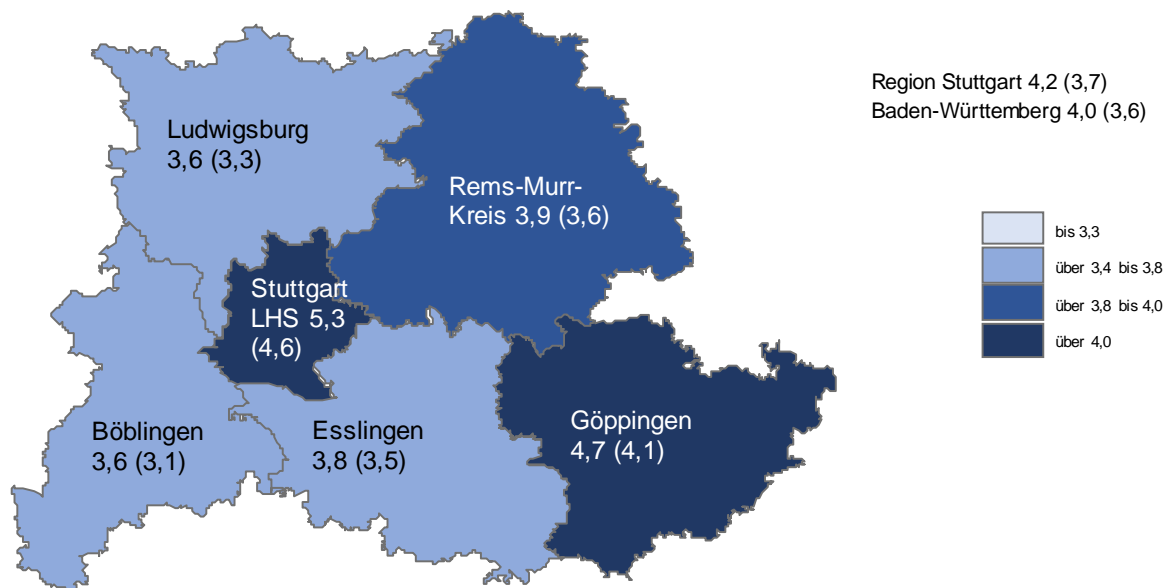 Region Stuttgart 4,2 (3,7)
Baden-Württemberg 4,0 (3,6)
Ludwigsburg
3,6 (3,3)
Rems-Murr-
Kreis 3,9 (3,6)
Stuttgart
LHS 5,3
(4,6)
Böblingen
3,6 (3,1)
Esslingen
3,8 (3,5)
Göppingen
4,7 (4,1)
bis 3,3
über 3,4 bis 3,8
über 3,8 bis 4,0
über 4,0